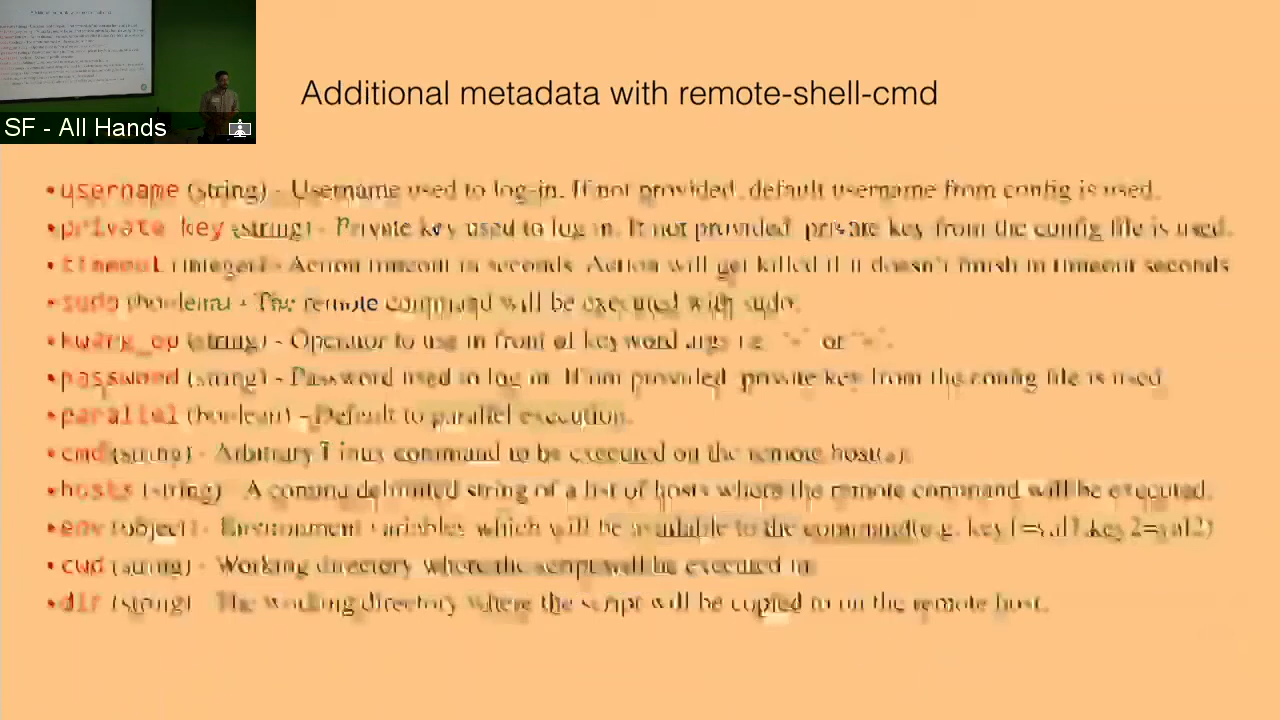 Additional metadata with remote-shell-cmd
SF - All Hands
• username (string) - Username used to log-in. If not provided, default username from config is used.
• private_key (string) - Private key used to log in. If not provided, private key from the config file is used.
• timeout (integer) - Action timeout in seconds. Action will get killed if it doesn't finish in timeout seconds.
• sudo (boolean) - The remote command will be executed with sudo.
• kwarg_op (string) - Operator to use in front of keyword args i.e. or
• password (string) - Password used to log in. If not provided, private key from the config file is used.
• parallel (boolean) - Default to parallel execution.
• cmd (string) - Arbitrary Linux command to be executed on the remote host(s).
• hosts (string) - A comma delimited string of a list of hosts where the remote command will be executed.
• env (object) - Environment variables which will be available to the command(e.g. key1=val1,key2=val2)
• cwd (string) - Working directory where the script will be executed in
• dir (string) - The working directory where the script will be copied to on the remote host.